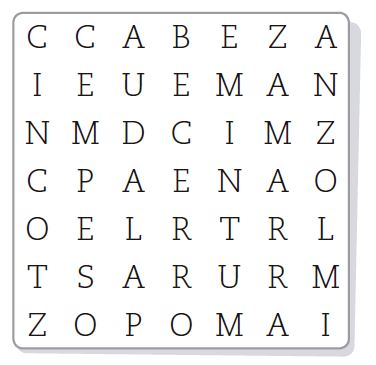 C C A B E Z A
I E U E M A N
N M D C I M Z
C P A E N A O
O E L R T R L
T S A R U R M
Z O P O M A I